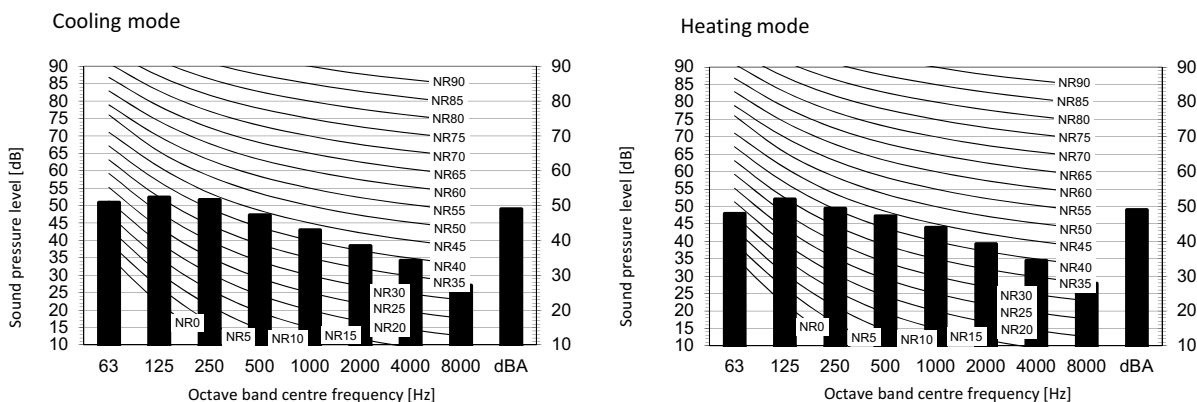 Cooling mode
Sound pressure level [dB]
90
85
80
75
70
65
60
55
50
45
40
35
30
25
20
15
10
NR90
NR85
NR80
NR75
NR70
NR65
NR60
NR55
NR50
NR45
NR40
NR35
NR30
NR25
NR20
NR0
NR5
NR10
NR15
90
80
70
60
50
40
30
20
10
63 125 250 500 1000 2000 4000 8000 dBA
Octave band centre frequency [Hz]
Heating mode
Sound pressure level [dB]
90
85
80
75
70
65
60
55
50
45
40
35
30
25
20
15
10
NR90
NR85
NR80
NR75
NR70
NR65
NR60
NR55
NR50
NR45
NR40
NR35
NR30
NR25
NR20
NR0
NR5
NR10
NR15
90
80
70
60
50
40
30
20
10
63 125 250 500 1000 2000 4000 8000 dBA
Octave band centre frequency [Hz]